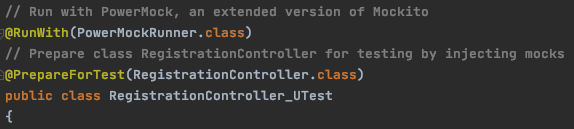 // Run with PowerMock, an extended version of Mockito
@RunWith(PowerMockRunner.class)
// Prepare class RegistrationController for testing by injecting mocks
@PrepareForTest(RegistrationController.class)
public class RegistrationController_UTest
{